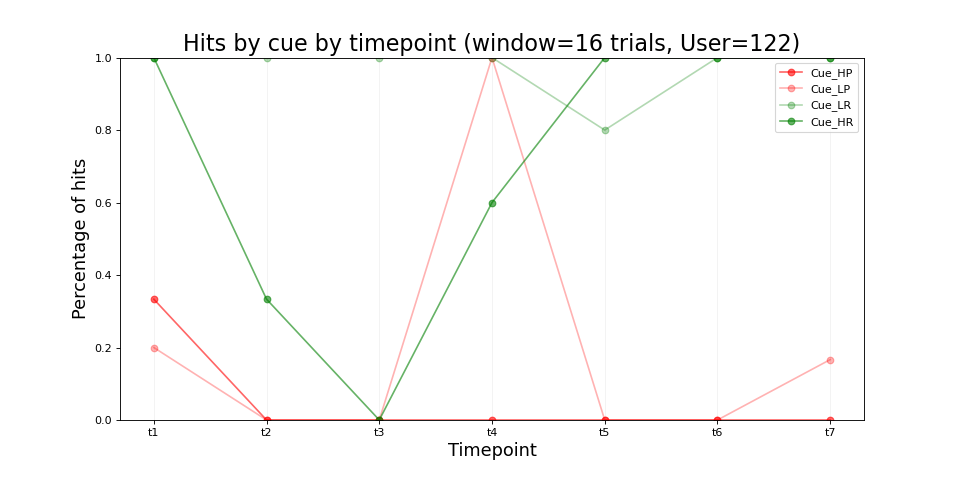 Hits by cue by timepoint (window=16 trials, User=122)
Percentage of hits
1.0
0.8
0.6
0.4
0.2
0.0
Cue_HP
Cue_LP
Cue_LR
Cue_HR
t1 t2 t3 t4 t5 t6 t7
Timepoint